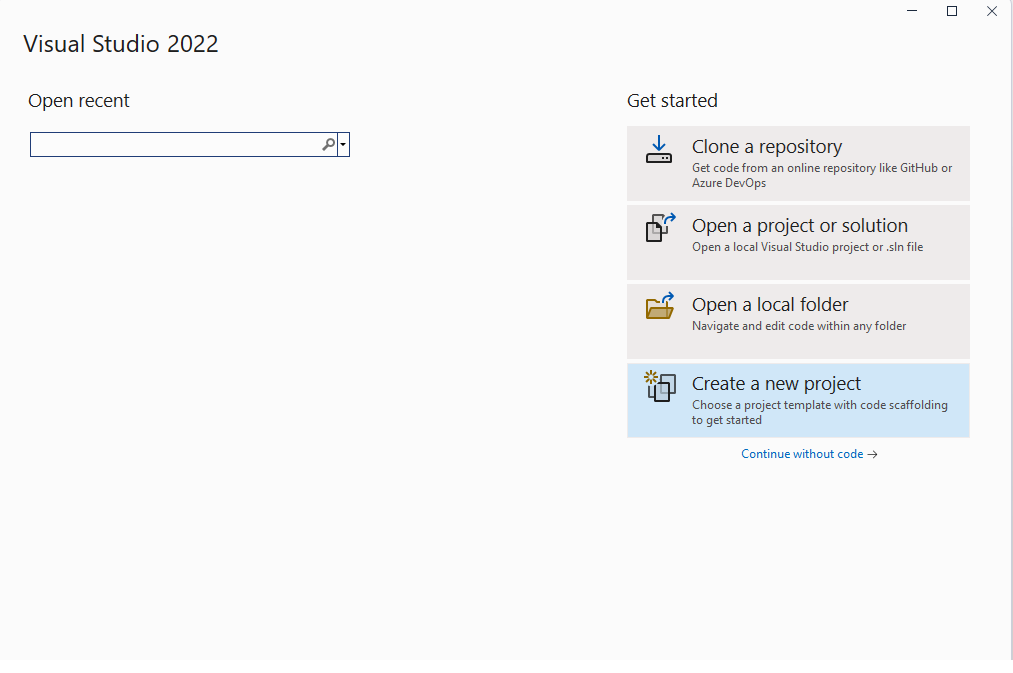 Visual Studio 2022
Open recent
Get started
Clone a repository
Get code from an online repository like GitHub or
Azure DevOps
Open a project or solution
Open a local Visual Studio project or .sln file
Open a local folder
Navigate and edit code within any folder
Create a new project
Choose a project template with code scaffolding
to get started
Continue without code →